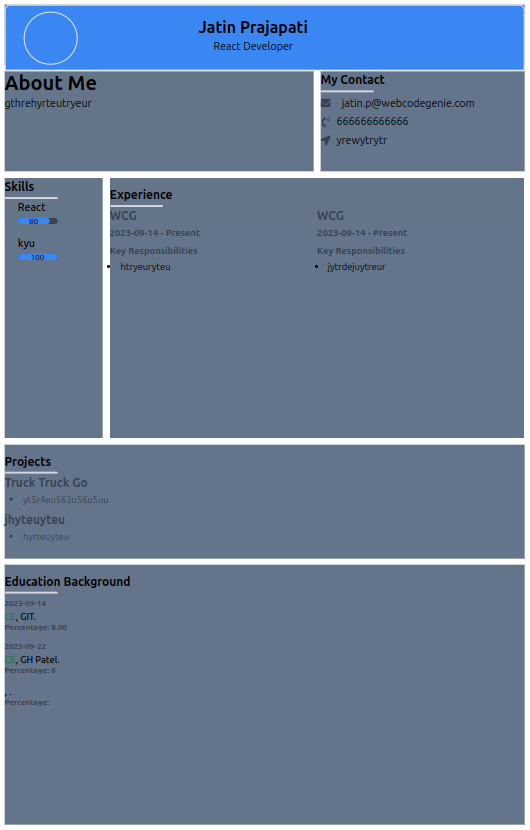 Jatin Prajapati
React Developer
About Me
gthrehyrteutryeur
My Contact
jatin.p@webcodegenie.com
666666666666
yrewytrytr
Skills
React
80
kyu
100
Experience
WCG
2023-09-14 - Present
Key Responsibilities
• htryeuryteu
WCG
2023-09-14 - Present
Key Responsibilities
• jytrdejuytreur
Projects
Truck Truck Go
• yt5r4eu563u56u5uu
jhyteuyteu
• hyrteuyteu
Education Background
2023-09-14
CE, GIT.
Percentage: 8.00
2023-09-22
CE, GH Patel.
Percentage: 8
, .
Percentage: